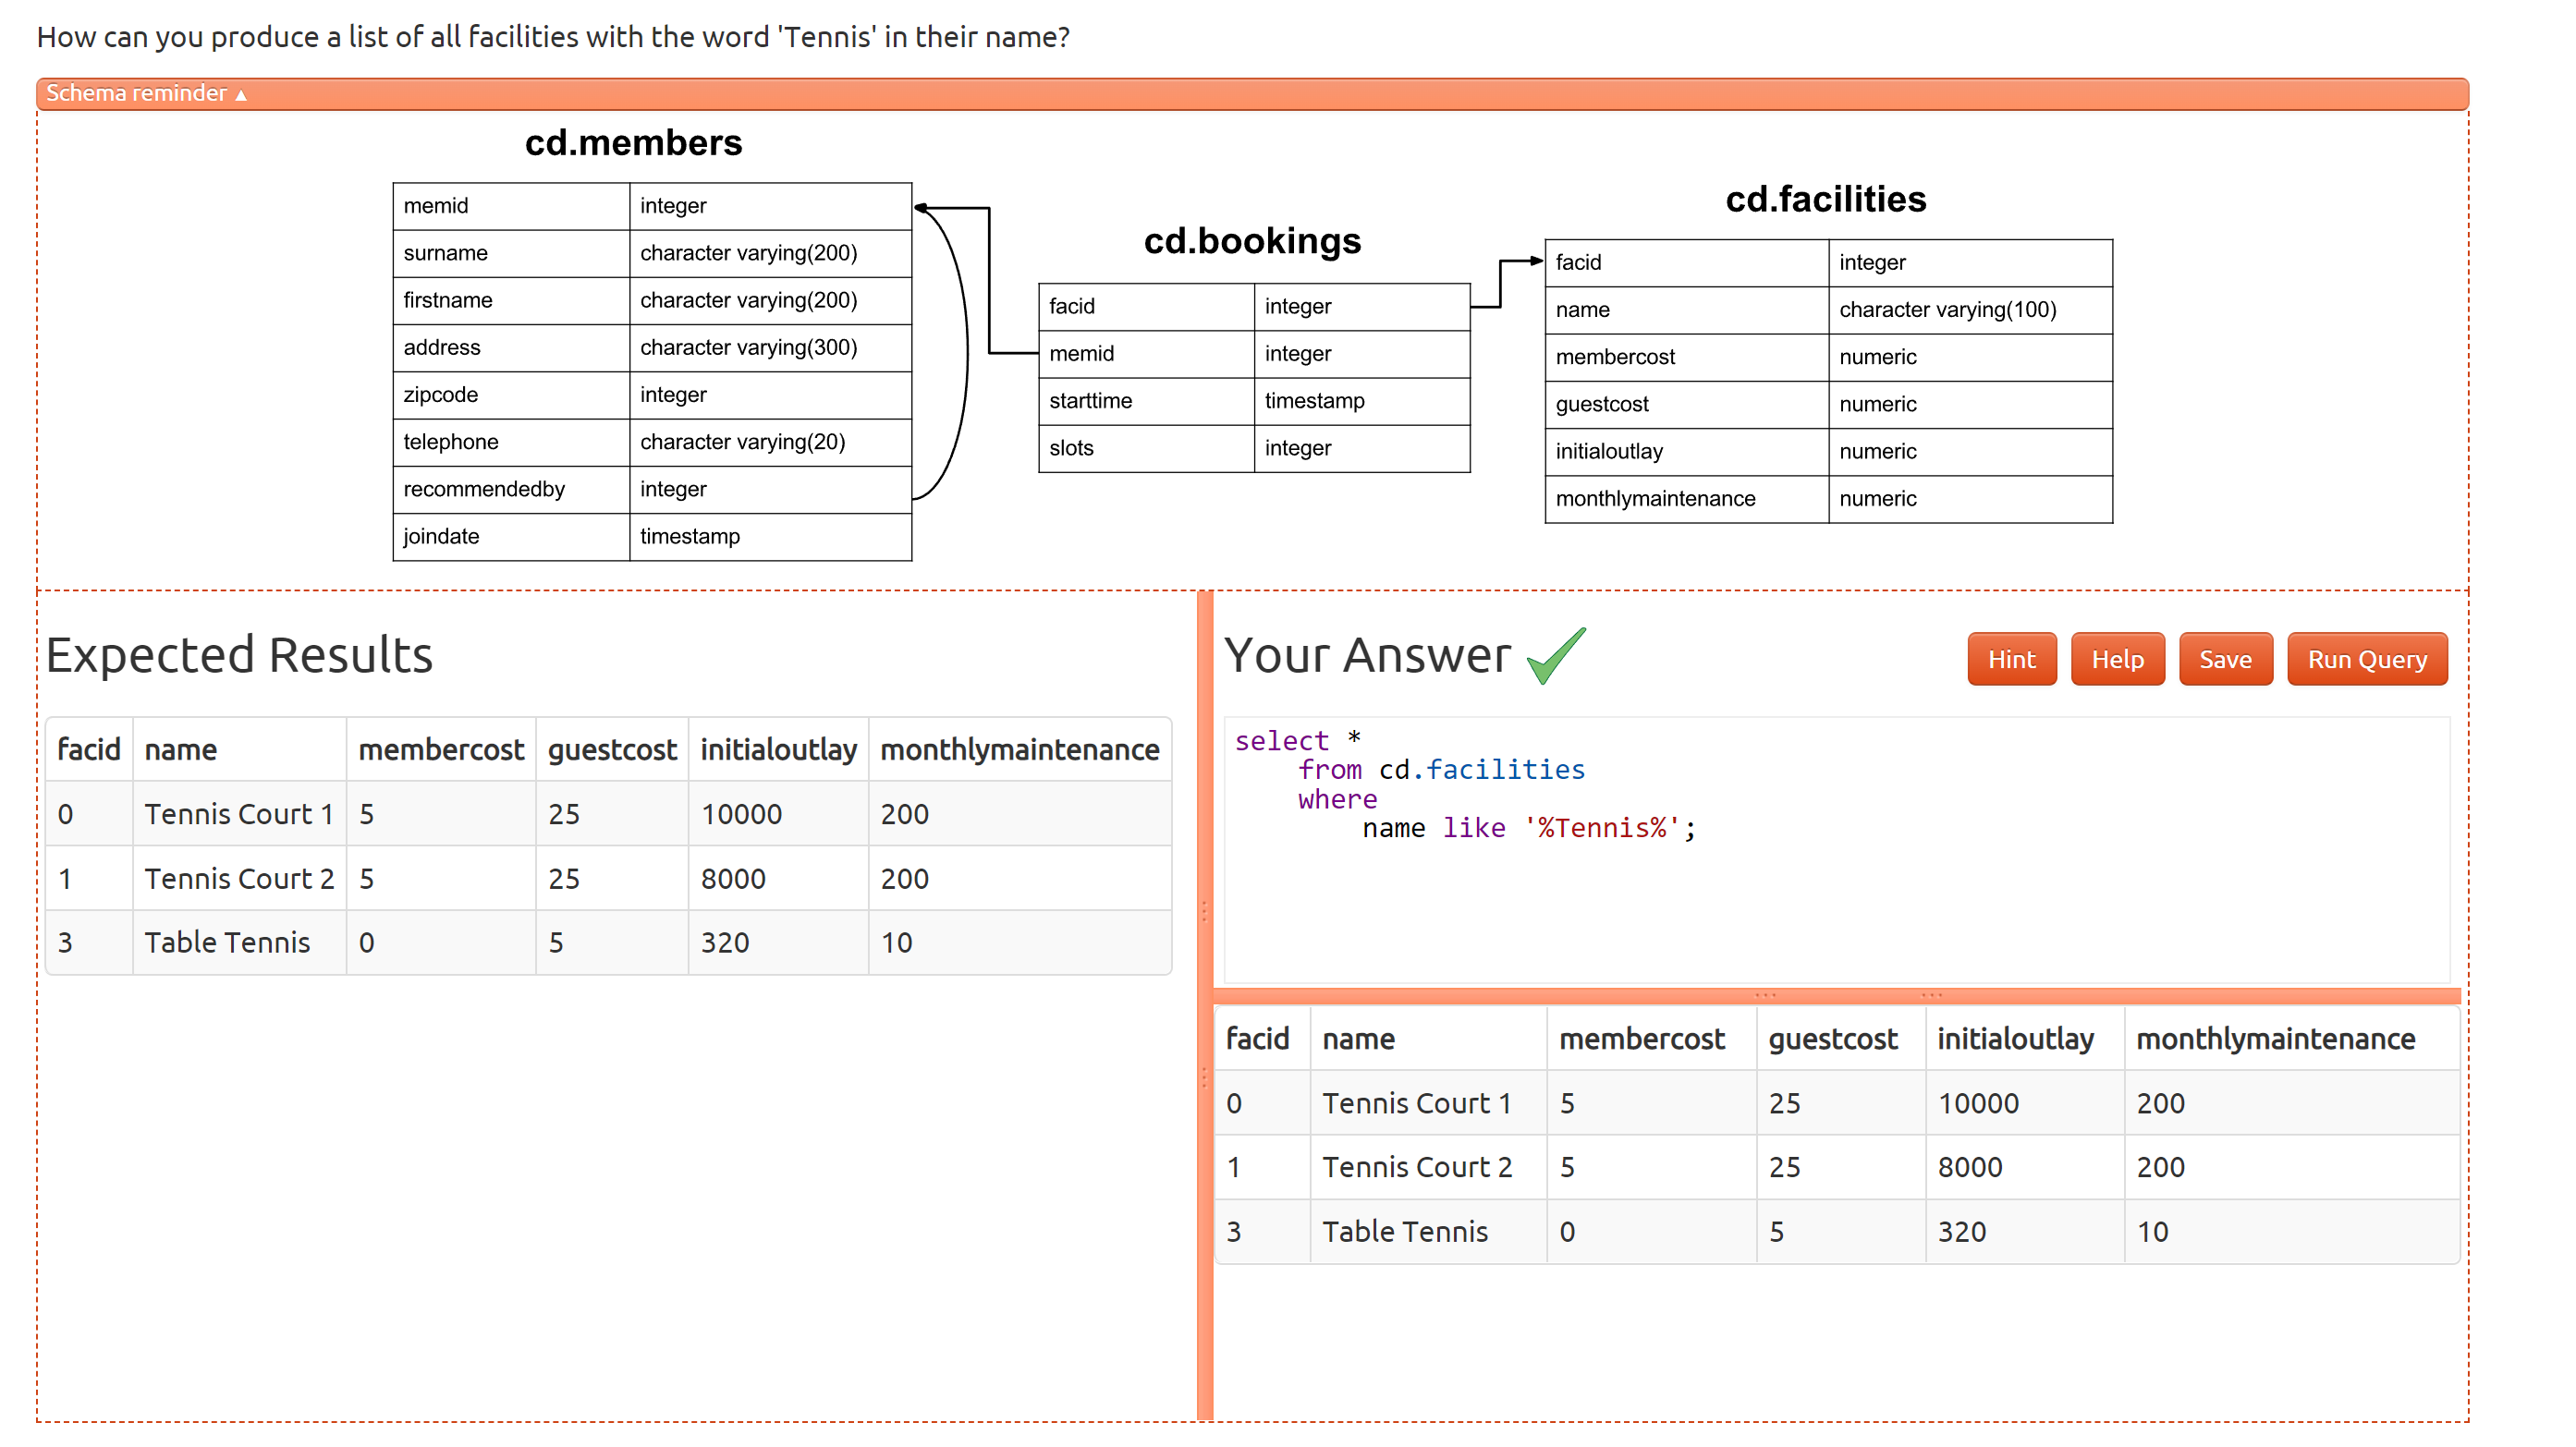 How can you produce a list of all facilities with the word 'Tennis' in their name?
Schema reminder ▲
cd.members
memid integer
surname character varying(200)
firstname character varying(200)
address character varying(300)
zipcode integer
telephone character varying(20)
recommendedby integer
joindate timestamp
cd.bookings
facid integer
memid integer
starttime timestamp
slots integer
cd.facilities
facid integer
name character varying(100)
membercost numeric
guestcost numeric
initialoutlay numeric
monthlymaintenance numeric
Expected Results
facid name membercost guestcost initialoutlay monthlymaintenance
0 Tennis Court 1 5 25 10000 200
1 Tennis Court 2 5 25 8000 200
3 Table Tennis 0 5 320 10
Your Answer
Hint Help Save Run Query
select *
from cd.facilities
where
name like '%Tennis%';
facid name membercost guestcost initialoutlay monthlymaintenance
0 Tennis Court 1 5 25 10000 200
1 Tennis Court 2 5 25 8000 200
3 Table Tennis 0 5 320 10